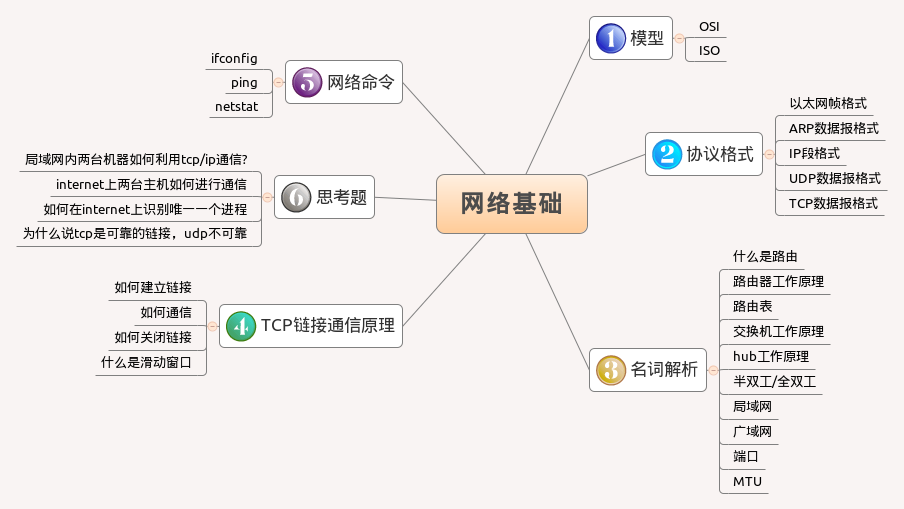 网络基础
1 模型
OSI
ISO
2 协议格式
以太网帧格式
ARP数据报格式
IP段格式
UDP数据报格式
TCP数据报格式
3 名词解析
什么是路由
路由器工作原理
路由表
交换机工作原理
hub工作原理
半双工/全双工
局域网
广域网
端口
MTU
4 TCP链接通信原理
如何建立链接
如何通信
如何关闭链接
什么是滑动窗口
5 网络命令
ifconfig
ping
netstat
6 思考题
局域网内两台机器如何利用tcp/ip通信?
internet上两台主机如何进行通信
如何在internet上识别唯一一个进程
为什么说tcp是可靠的链接，udp不可靠